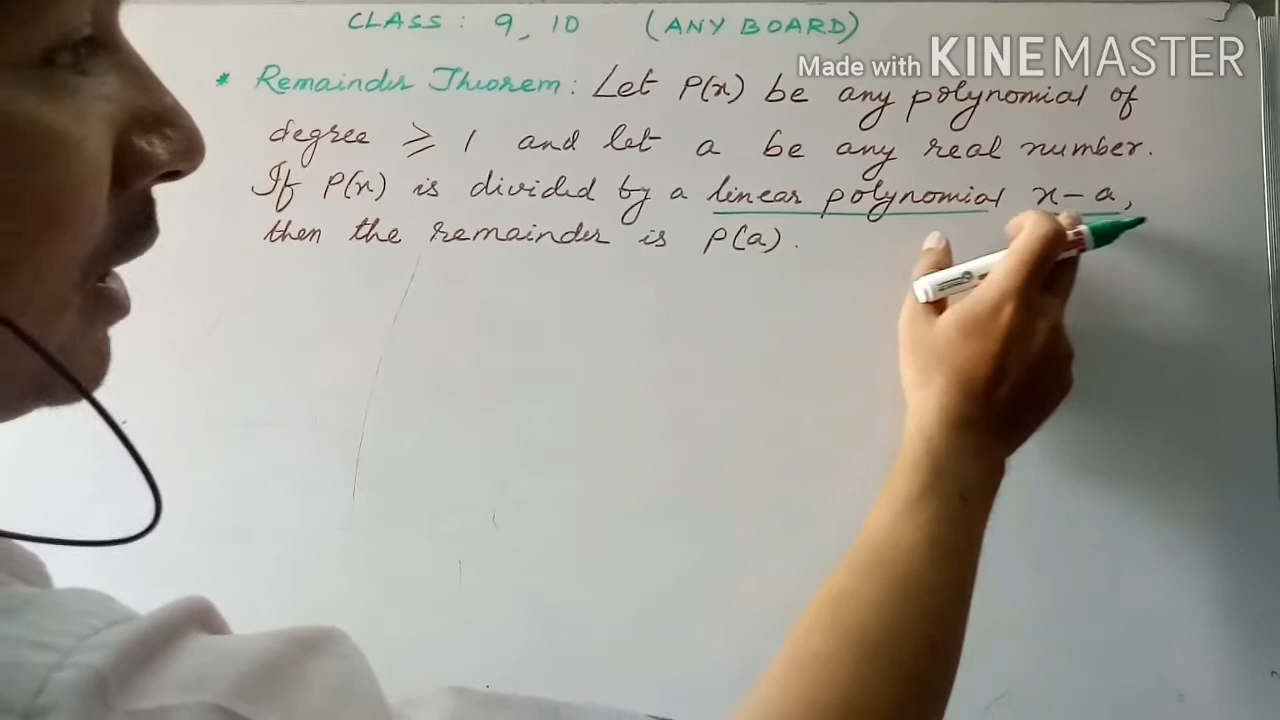 CLASS: 9, 10 (ANY BOARD)
Made with KINEMASTER
* Remainder Theorem: Let P(x) be any polynomial of
degree ≥ 1 and let a be any real number.
If P(x) is divided by a linear polynomial x-a,
then the remainder is P(a).